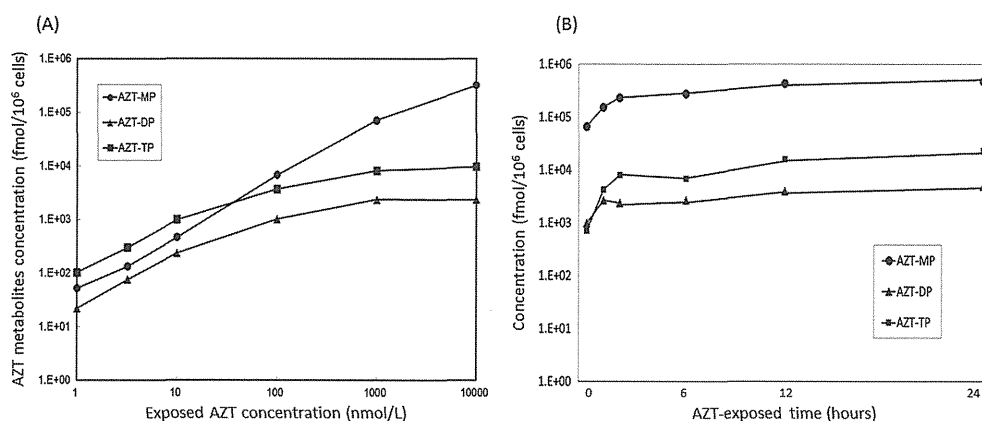 (A)
AZT metabolites concentration (fmol/10⁶ cells)
1.E+06
1.E+05
1.E+04
1.E+03
1.E+02
1.E+01
1.E+00
AZT-MP
AZT-DP
AZT-TP
1 10 100 1000 10000
Exposed AZT concentration (nmol/L)
(B)
Concentration (fmol/10⁶ cells)
1.E+06
1.E+05
1.E+04
1.E+03
1.E+02
1.E+01
1.E+00
AZT-MP
AZT-DP
AZT-TP
0 6 12 24
AZT-exposed time (hours)